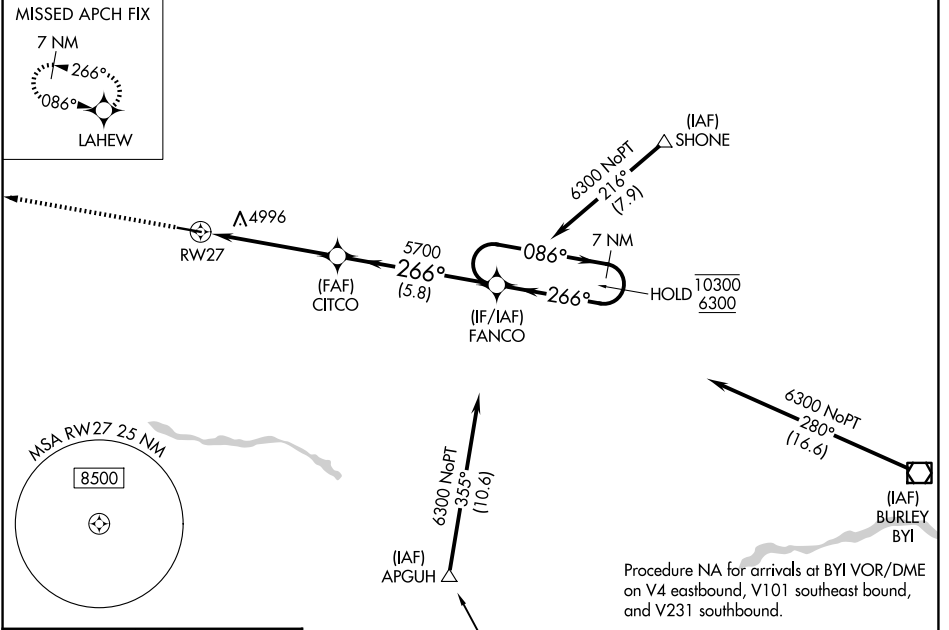 MISSED APCH FIX
7 NM
266°
086°
LAHEW
(IAF)
SHONE
6300 NoPT
216°
(7.9)
4996
RW27
(FAF)
CITCO
5700
266°
(5.8)
086°
7 NM
266°
HOLD
10300
6300
(IF/IAF)
FANCO
6300 NoPT
280°
(16.6)
(IAF)
BURLEY
BYI
MSA RW27 25 NM
8500
6300 NoPT
355°
(10.6)
(IAF)
APGUH
Procedure NA for arrivals at BYI VOR/DME
on V4 eastbound, V101 southeast bound,
and V231 southbound.